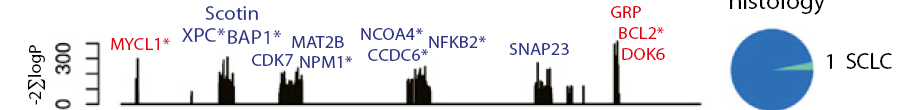 histology
Scotin
GRP
MYCL1*
XPC*
BAP1*
NCOA4*
BCL2*
MAT2B
NFKB2*
CDK7
NPM1*
CCDC6*
SNAP23
DOK6
-2∑logP
300
0
1 SCLC